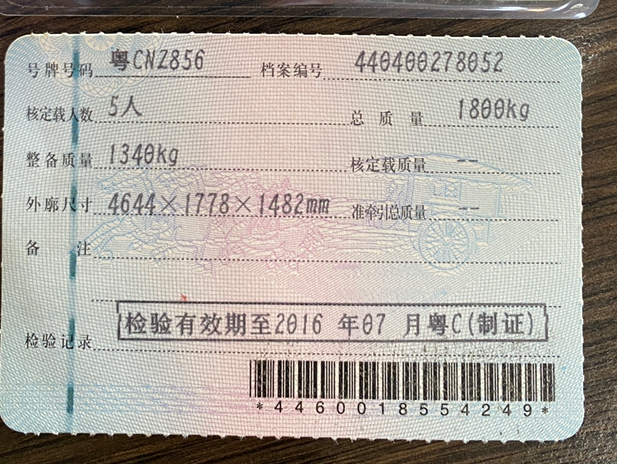 号牌号码 粤CNZ856 档案编号 440400278052
核定载人数 5人 总质量 1800kg
整备质量 1340kg 核定载质量 --
外廓尺寸 4644×1778×1482mm 准牵引总质量 --
备注
检验记录 检验有效期至2016 年07 月粤C(制证)
*4460018554249*